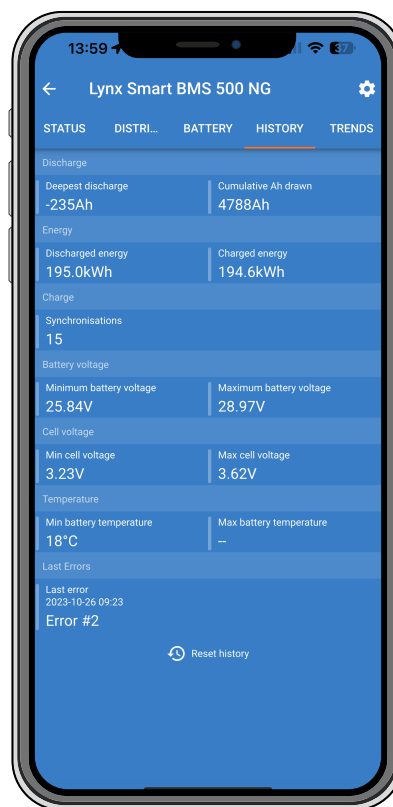 13:59
37
Lynx Smart BMS 500 NG
STATUS DISTRI... BATTERY HISTORY TRENDS
Discharge
Deepest discharge Cumulative Ah drawn
-235Ah 4788Ah
Energy
Discharged energy Charged energy
195.0kWh 194.6kWh
Charge
Synchronisations
15
Battery voltage
Minimum battery voltage Maximum battery voltage
25.84V 28.97V
Cell voltage
Min cell voltage Max cell voltage
3.23V 3.62V
Temperature
Min battery temperature Max battery temperature
18°C --
Last Errors
Last error
2023-10-26 09:23
Error #2
Reset history